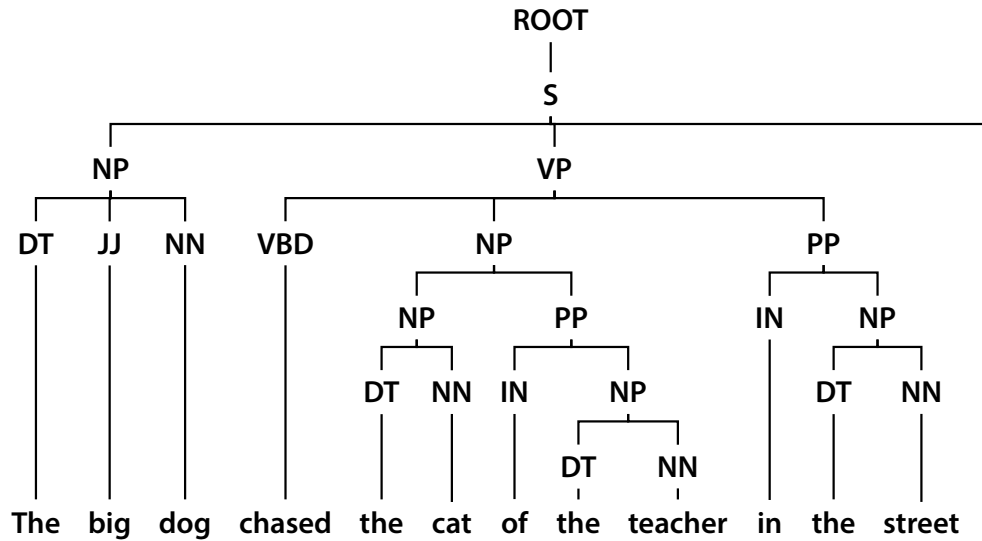 ROOT
S
NP VP
DT JJ NN VBD NP PP
NP PP IN NP
DT NN IN NP DT NN
DT NN
The big dog chased the cat of the teacher in the street